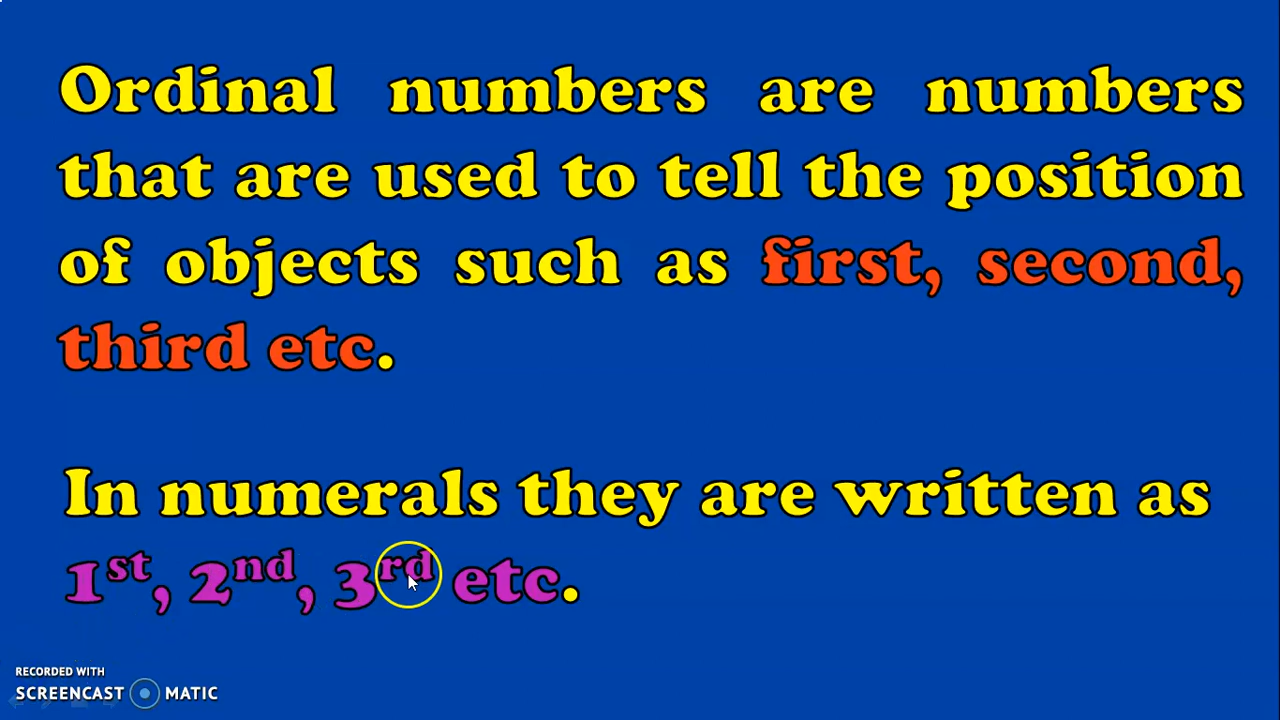 Ordinal numbers are numbers
that are used to tell the position
of objects such as first, second,
third etc.
In numerals they are written as
1st, 2nd, 3rd etc.
RECORDED WITH
SCREENCAST MATIC